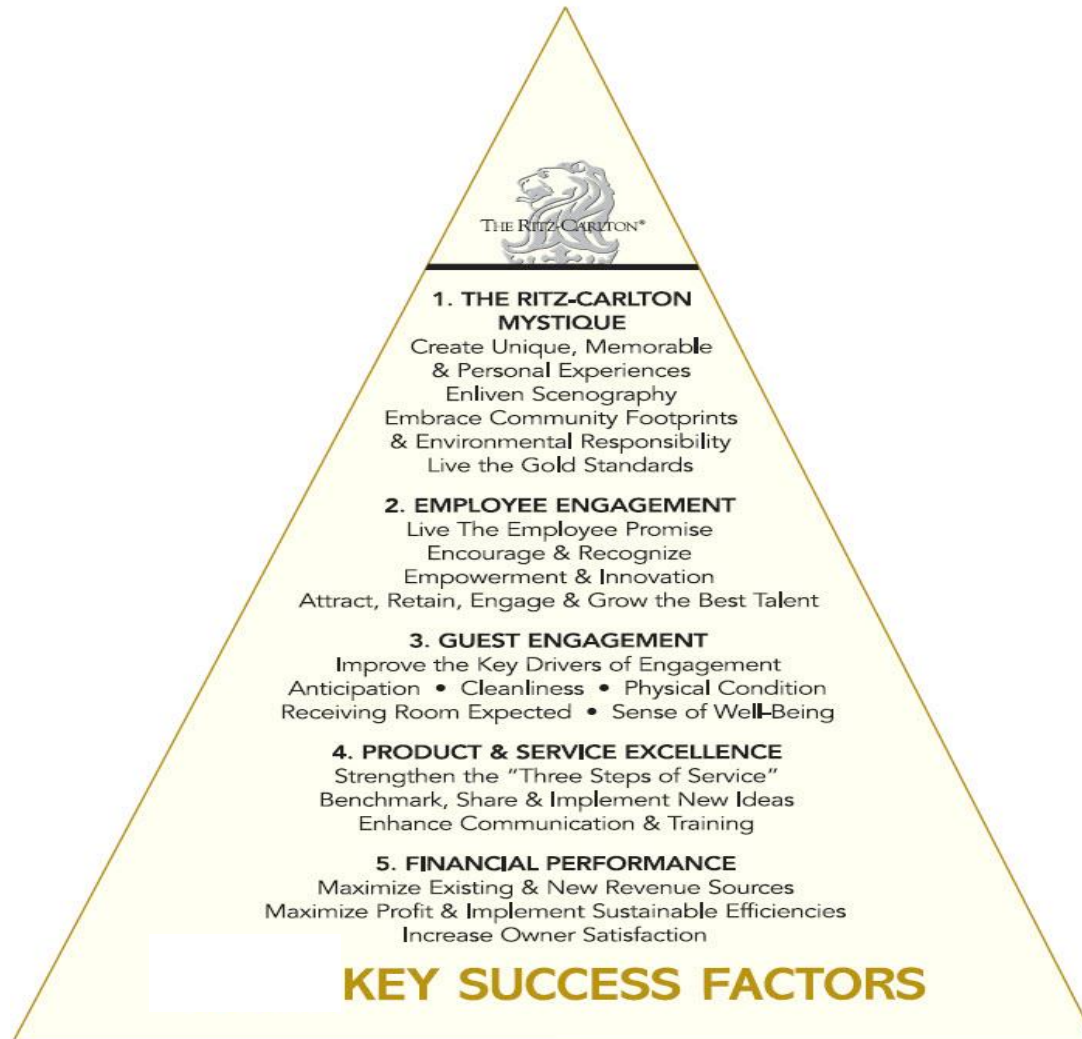 THE RITZ-CARLTON®
1. THE RITZ-CARLTON
MYSTIQUE
Create Unique, Memorable
& Personal Experiences
Enliven Scenography
Embrace Community Footprints
& Environmental Responsibility
Live the Gold Standards
2. EMPLOYEE ENGAGEMENT
Live The Employee Promise
Encourage & Recognize
Empowerment & Innovation
Attract, Retain, Engage & Grow the Best Talent
3. GUEST ENGAGEMENT
Improve the Key Drivers of Engagement
Anticipation • Cleanliness • Physical Condition
Receiving Room Expected • Sense of Well-Being
4. PRODUCT & SERVICE EXCELLENCE
Strengthen the "Three Steps of Service"
Benchmark, Share & Implement New Ideas
Enhance Communication & Training
5. FINANCIAL PERFORMANCE
Maximize Existing & New Revenue Sources
Maximize Profit & Implement Sustainable Efficiencies
Increase Owner Satisfaction
KEY SUCCESS FACTORS